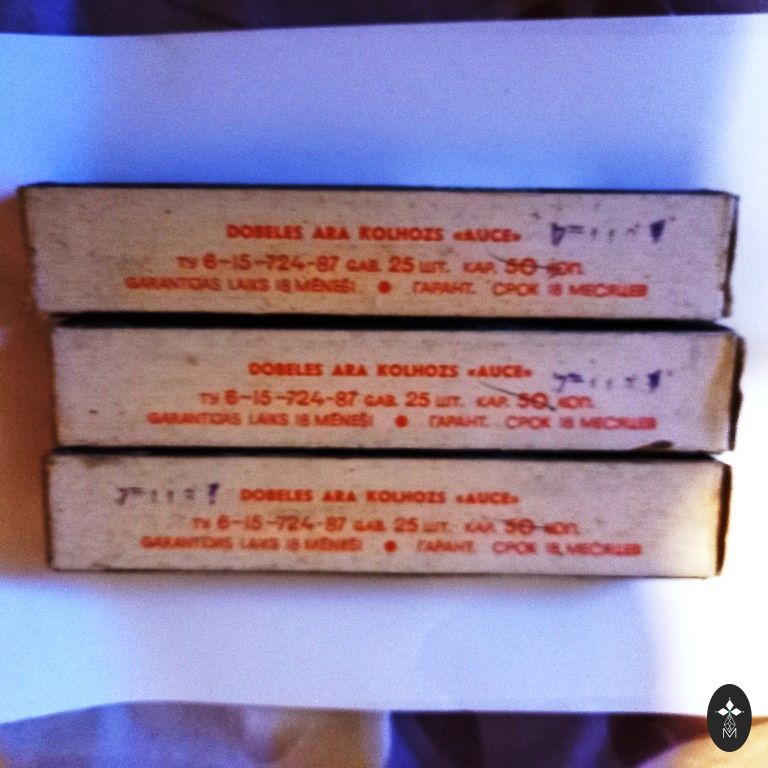 DOBELES ARA KOLHOZS «AUCE»
ТУ 6-15-724-87 GAB. 25 ШТ. КАР. 50 КОП.
GARANTIJAS LAIKS 18 MĒNEŠI ● ГАРАНТ. СРОК 18 МЕСЯЦЕВ
DOBELES ARA KOLHOZS «AUCE»
ТУ 6-15-724-87 GAB. 25 ШТ. КАР. 50 КОП.
GARANTIJAS LAIKS 18 MĒNEŠI ● ГАРАНТ. СРОК 18 МЕСЯЦЕВ
DOBELES ARA KOLHOZS «AUCE»
ТУ 6-15-724-87 GAB. 25 ШТ. КАР. 50 КОП.
GARANTIJAS LAIKS 18 MĒNEŠI ● ГАРАНТ. СРОК 18 МЕСЯЦЕВ
M